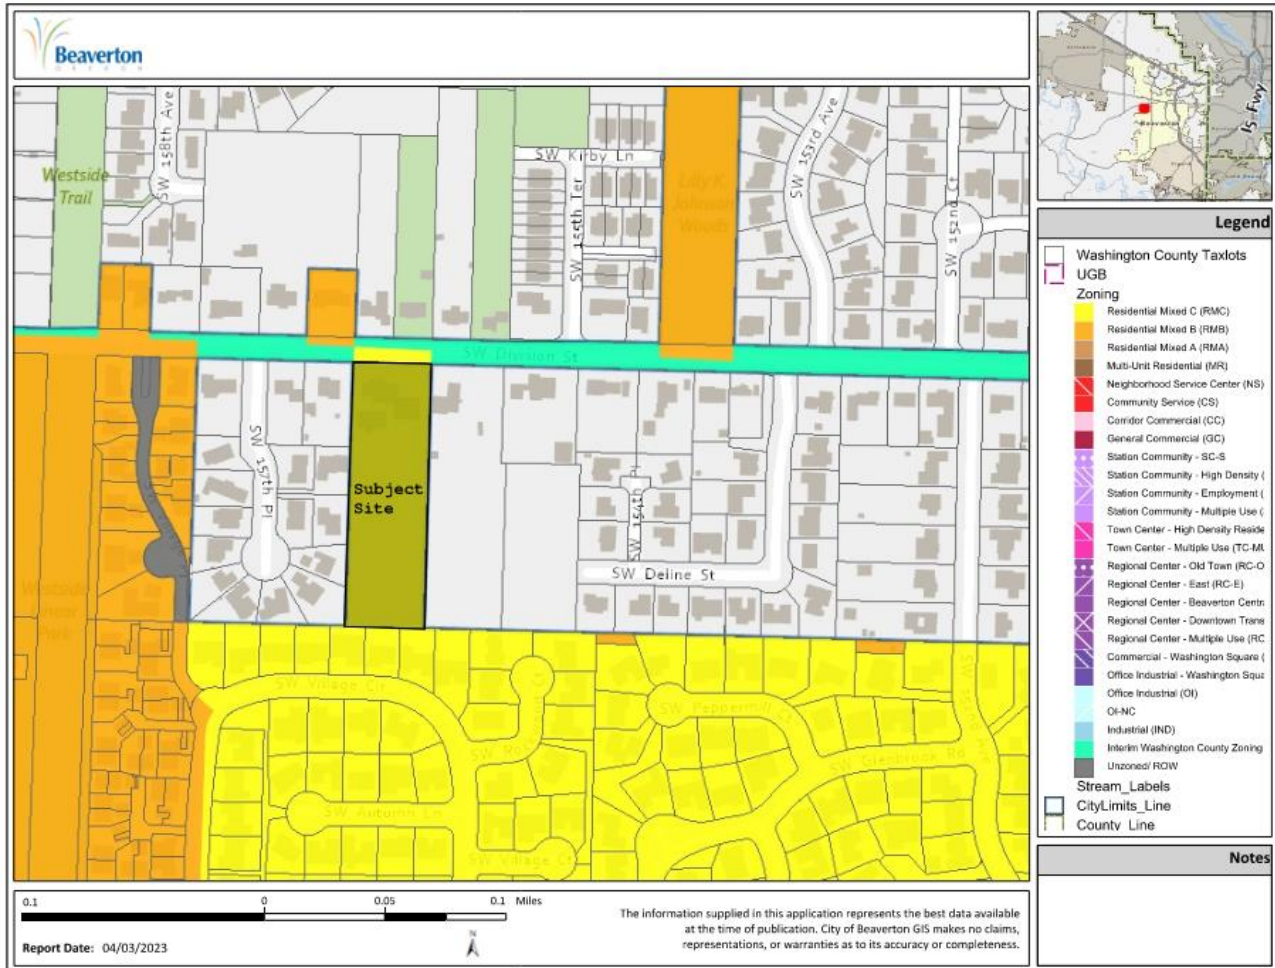 Beaverton
OREGON
SW 158th Ave
Westside
Trail
SW Kirby Ln
SW 155th Ter
Lilly K.
Johnson
Woods
SW 153rd Ave
SW 152nd Ct
SW Division St
SW 157th Pl
Subject
Site
SW 154th Pl
SW Deline St
Westside
Linear
Park
SW Village Cir
SW Peppermill
SW Glenbrook Rd
SW Autumn Ln
SW Village Ct
I5 Fwy
Beaverton
Legend
Washington County Taxlots
UGB
Zoning
Residential Mixed C (RMC)
Residential Mixed B (RMB)
Residential Mixed A (RMA)
Multi-Unit Residential (MR)
Neighborhood Service Center (NS)
Community Service (CS)
Corridor Commercial (CC)
General Commercial (GC)
Station Community - SC-S
Station Community - High Density (
Station Community - Employment (
Station Community - Multiple Use (
Town Center - High Density Reside
Town Center - Multiple Use (TC-MU
Regional Center - Old Town (RC-O
Regional Center - East (RC-E)
Regional Center - Beaverton Centr
Regional Center - Downtown Trans
Regional Center - Multiple Use (RC
Commercial - Washington Square (
Office Industrial - Washington Squa
Office Industrial (OI)
OI-NC
Industrial (IND)
Interim Washington County Zoning
Unzoned/ ROW
Stream_Labels
CityLimits_Line
County_Line
Notes
0.1 0 0.05 0.1 Miles
The information supplied in this application represents the best data available
at the time of publication. City of Beaverton GIS makes no claims,
representations, or warranties as to its accuracy or completeness.
Report Date: 04/03/2023
N